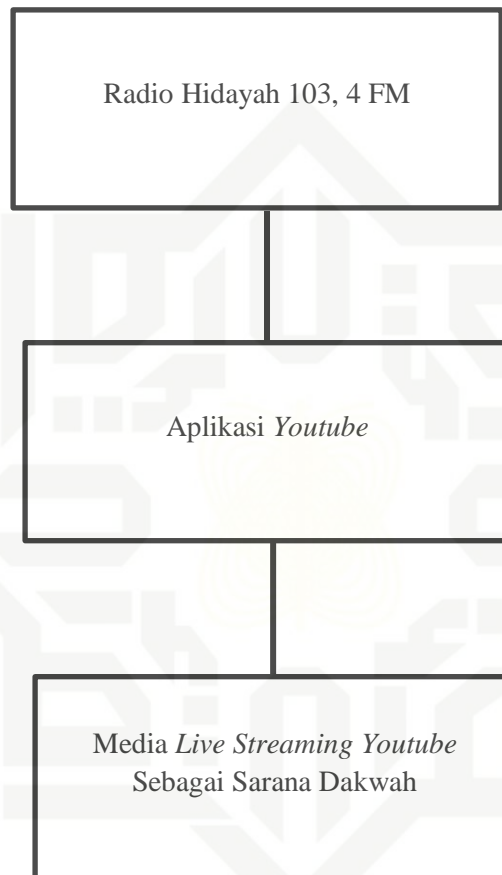 Radio Hidayah 103, 4 FM
Aplikasi Youtube
Media Live Streaming Youtube
Sebagai Sarana Dakwah